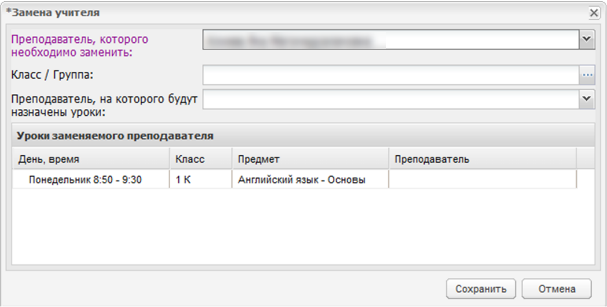 *Замена учителя
Преподаватель, которого
необходимо заменить:
Класс / Группа:
Преподаватель, на которого будут
назначены уроки:
Уроки заменяемого преподавателя
День, время Класс Предмет Преподаватель
Понедельник 8:50 - 9:30 1 К Английский язык - Основы
Сохранить Отмена